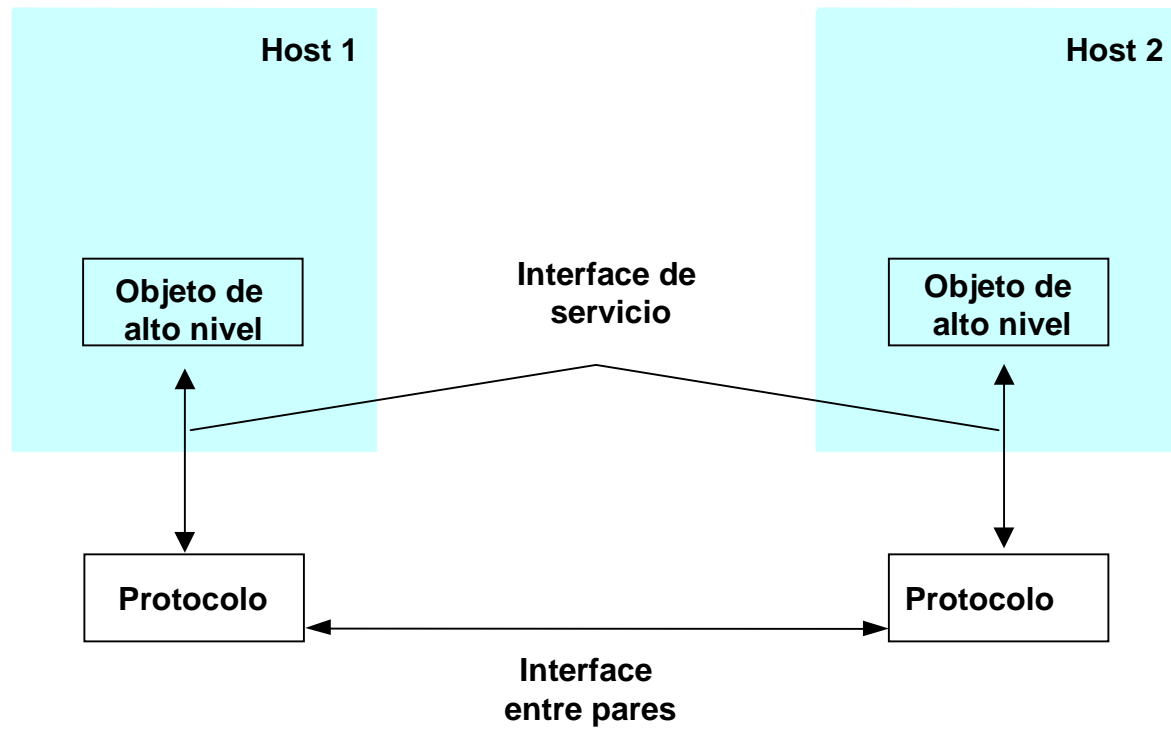 Host 1
Host 2
Objeto de
alto nivel
Interface de
servicio
Objeto de
alto nivel
Protocolo
Protocolo
Interface
entre pares